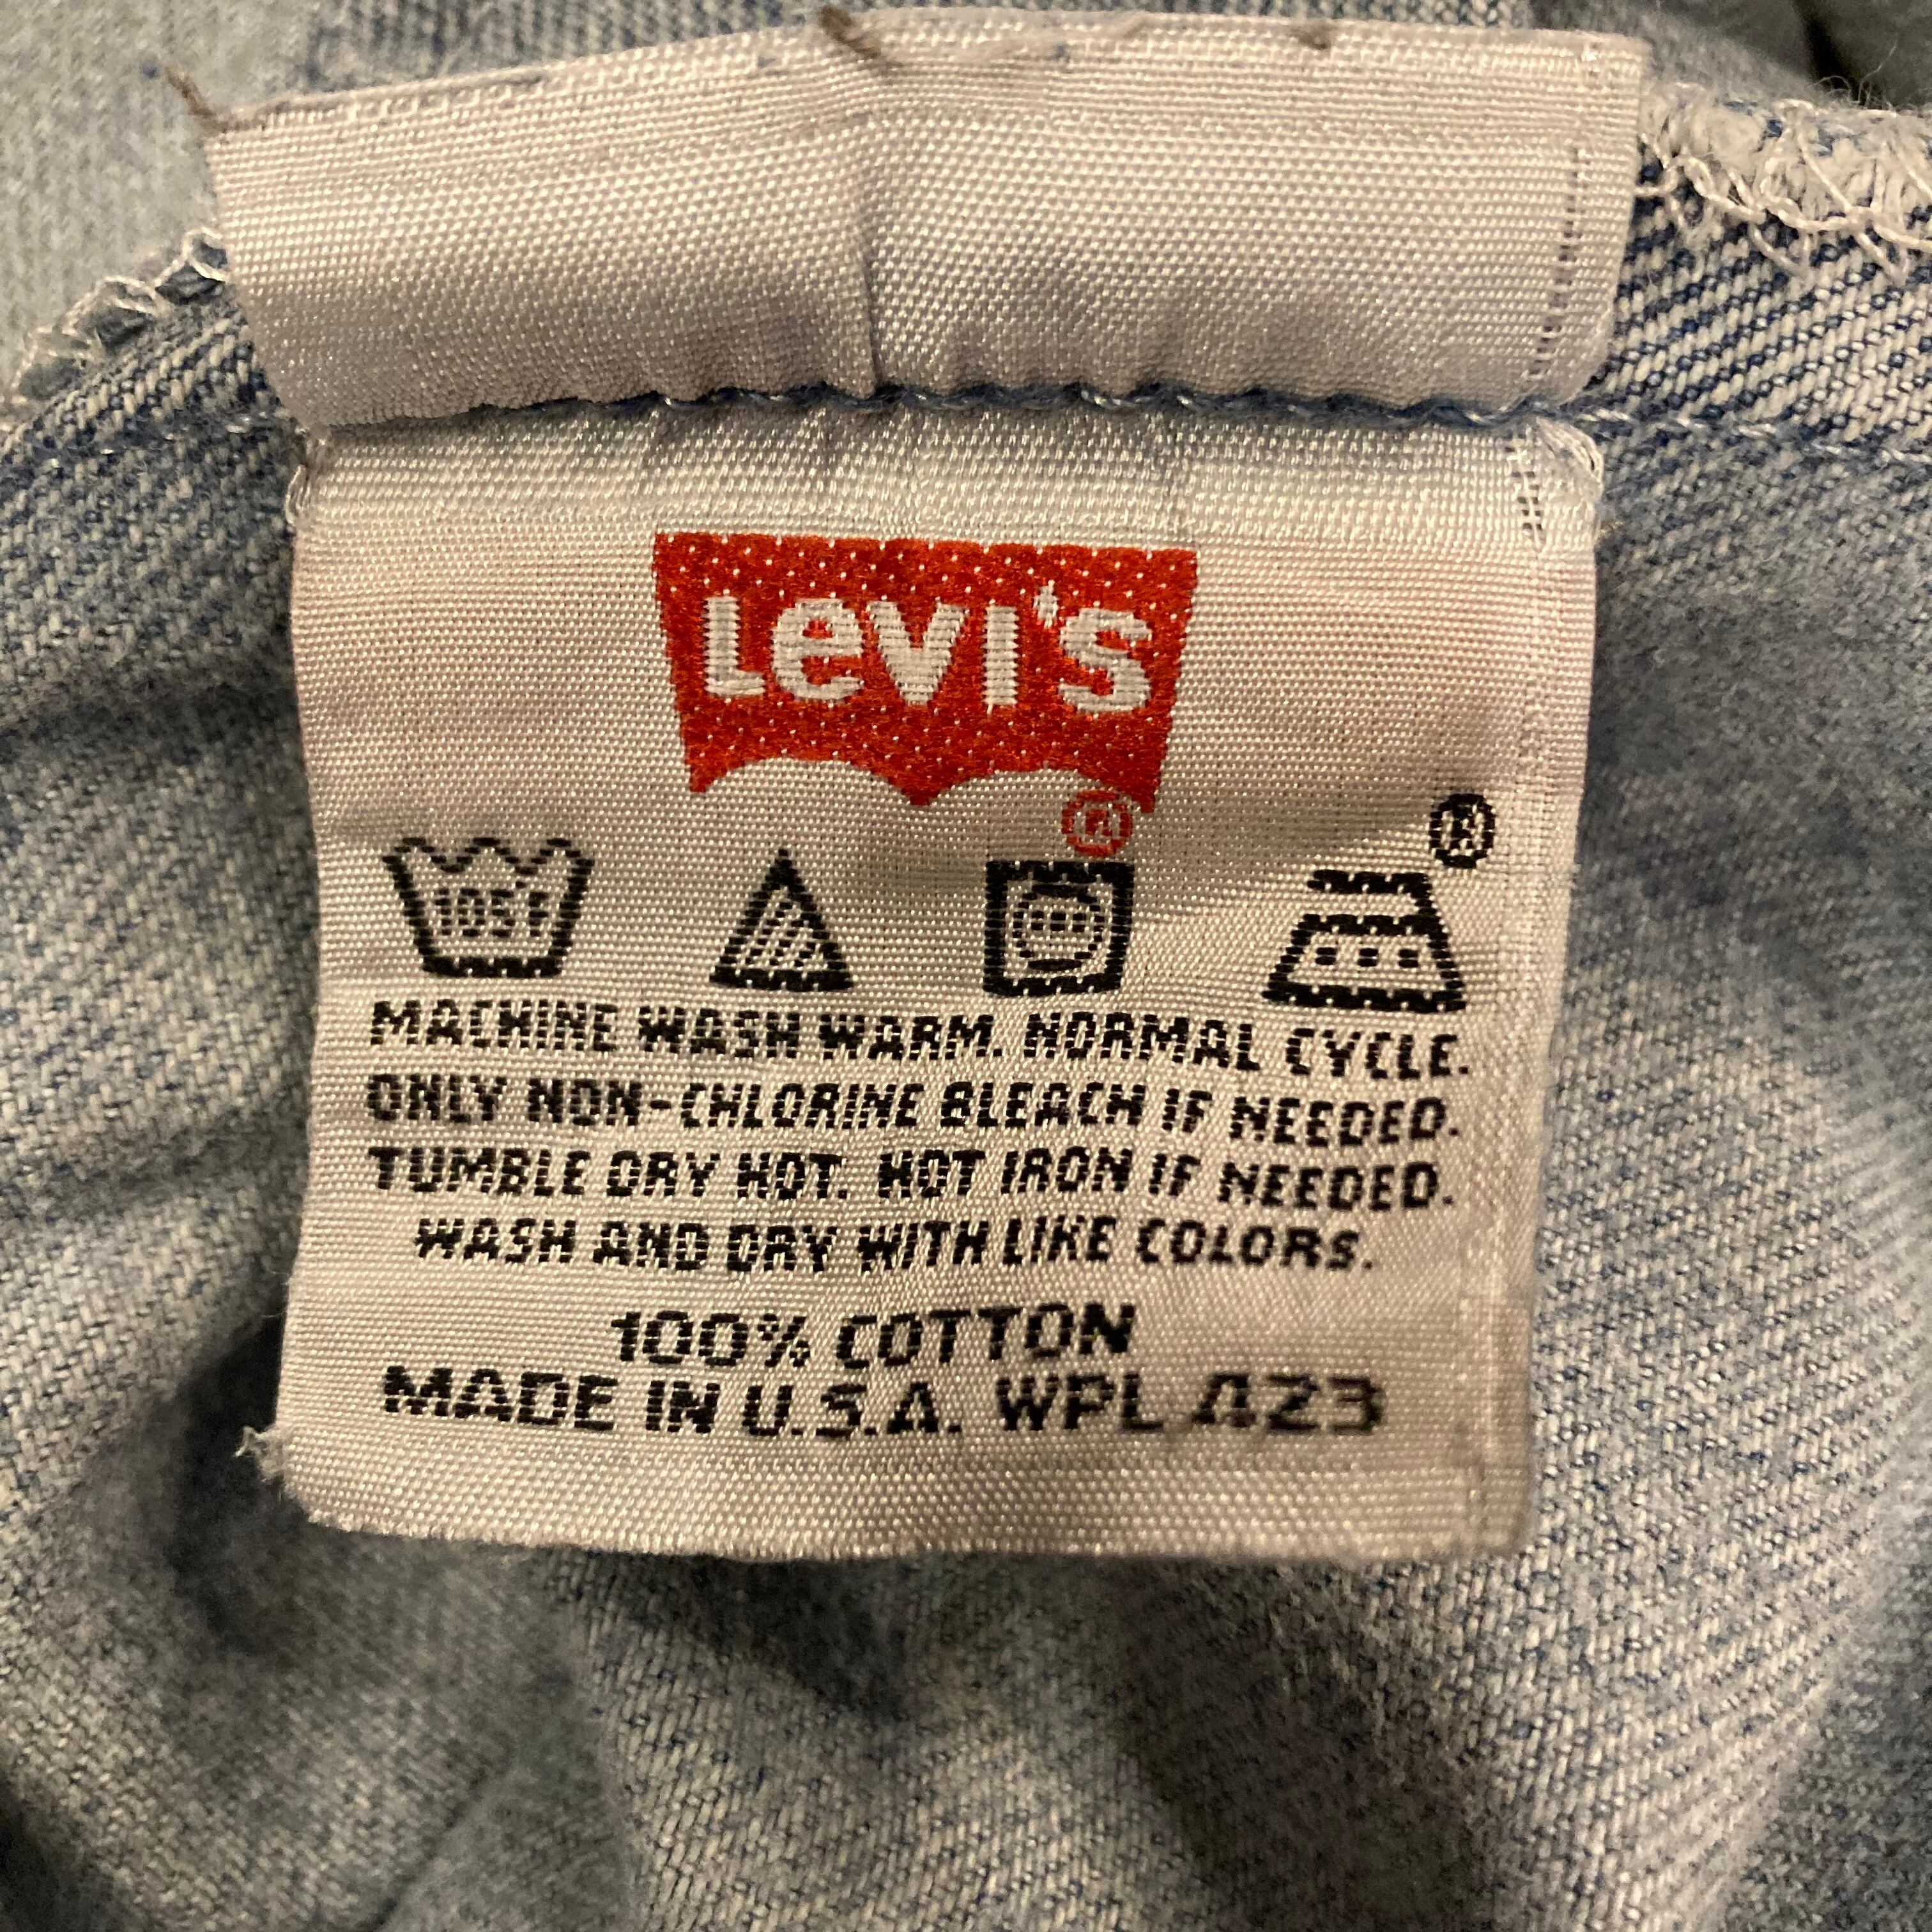 Levi's
®
®
105°F
MACHINE WASH WARM. NORMAL CYCLE.
ONLY NON-CHLORINE BLEACH IF NEEDED.
TUMBLE DRY HOT. HOT IRON IF NEEDED.
WASH AND DRY WITH LIKE COLORS.
100% COTTON
MADE IN U.S.A. WPL 423